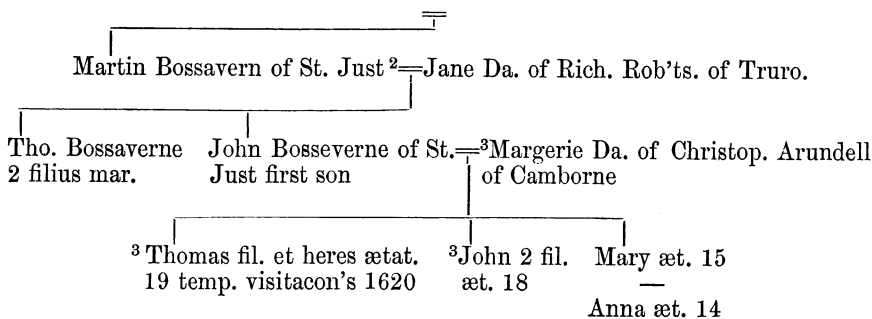 Martin Bossavern of St. Just ²=Jane Da. of Rich. Rob'ts. of Truro.
Tho. Bossaverne
2 filius mar.
John Bosseverne of St.
Just first son
=³Margerie Da. of Christop. Arundell
of Camborne
³ Thomas fil. et heres ætat.
19 temp. visitacon's 1620
³John 2 fil.
æt. 18
Mary æt. 15
—
Anna æt. 14